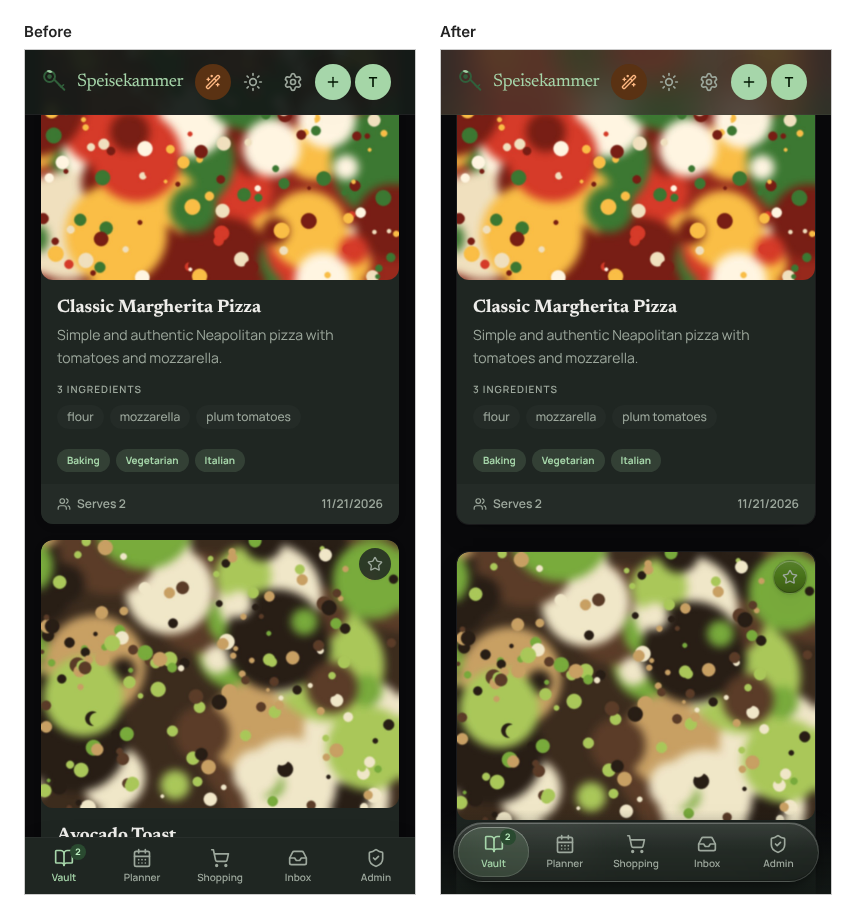 Before
Speisekammer
T
Classic Margherita Pizza
Simple and authentic Neapolitan pizza with
tomatoes and mozzarella.
3 INGREDIENTS
flour mozzarella plum tomatoes
Baking Vegetarian Italian
Serves 2 11/21/2026
Avocado Toast
2
Vault Planner Shopping Inbox Admin
After
Speisekammer
T
Classic Margherita Pizza
Simple and authentic Neapolitan pizza with
tomatoes and mozzarella.
3 INGREDIENTS
flour mozzarella plum tomatoes
Baking Vegetarian Italian
Serves 2 11/21/2026
2
Vault Planner Shopping Inbox Admin